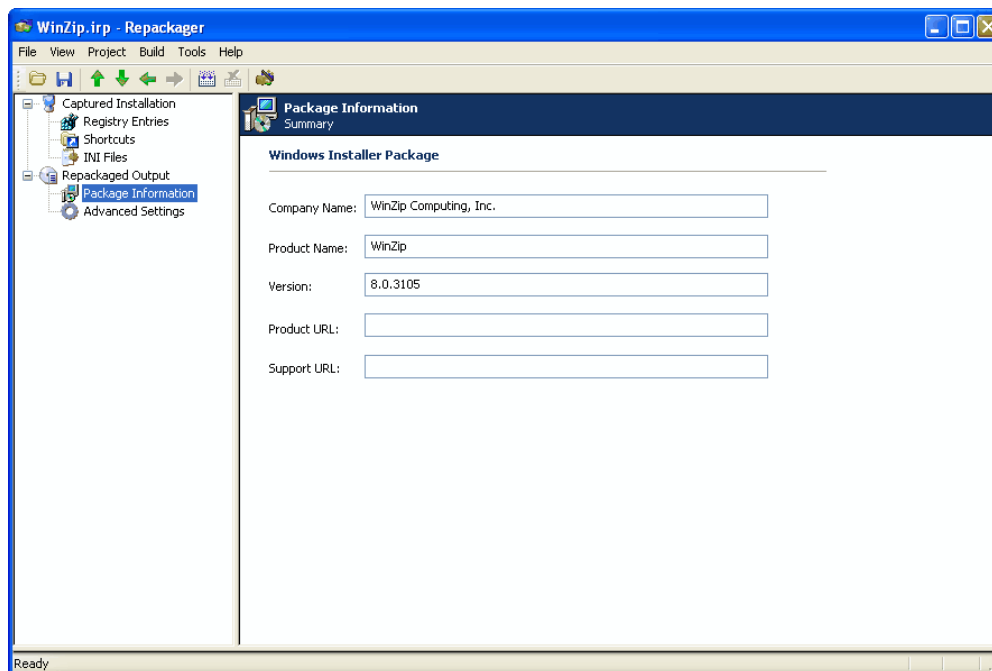 WinZip.irp - Repackager
File View Project Build Tools Help
Captured Installation
Registry Entries
Shortcuts
INI Files
Repackaged Output
Package Information
Advanced Settings
Package Information
Summary
Windows Installer Package
Company Name: WinZip Computing, Inc.
Product Name: WinZip
Version: 8.0.3105
Product URL:
Support URL:
Ready